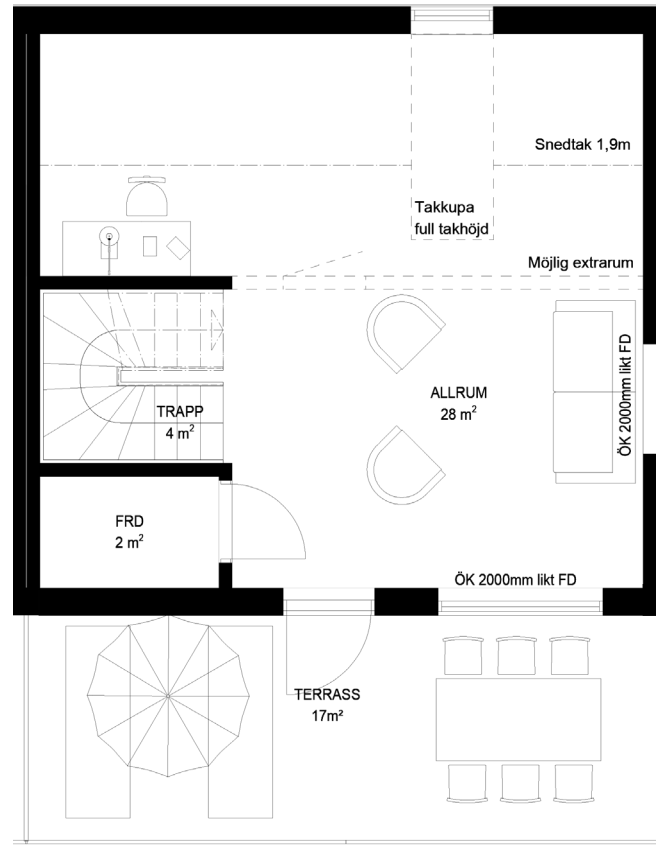 Snedtak 1,9m
Takkupa
full takhöjd
Möjlig extrarum
ALLRUM
28 m²
ÖK 2000mm likt FD
TRAPP
4 m²
FRD
2 m²
ÖK 2000mm likt FD
TERRASS
17m²